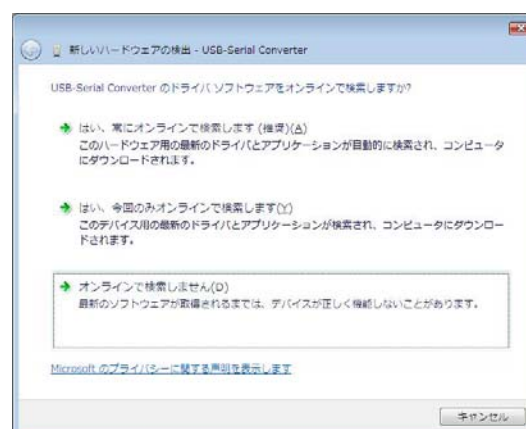 新しいハードウェアの検出 - USB-Serial Converter
USB-Serial Converter のドライバ ソフトウェアをオンラインで検索しますか?
はい、常にオンラインで検索します (推奨)(A)
このハードウェア用の最新のドライバとアプリケーションが自動的に検索され、コンピュータ
にダウンロードされます。
はい、今回のみオンラインで検索します(Y)
このデバイス用の最新のドライバとアプリケーションが検索され、コンピュータにダウンロー
ドされます。
オンラインで検索しません(D)
最新のソフトウェアが取得されるまでは、デバイスが正しく機能しないことがあります。
Microsoft のプライバシーに関する声明を表示します
キャンセル